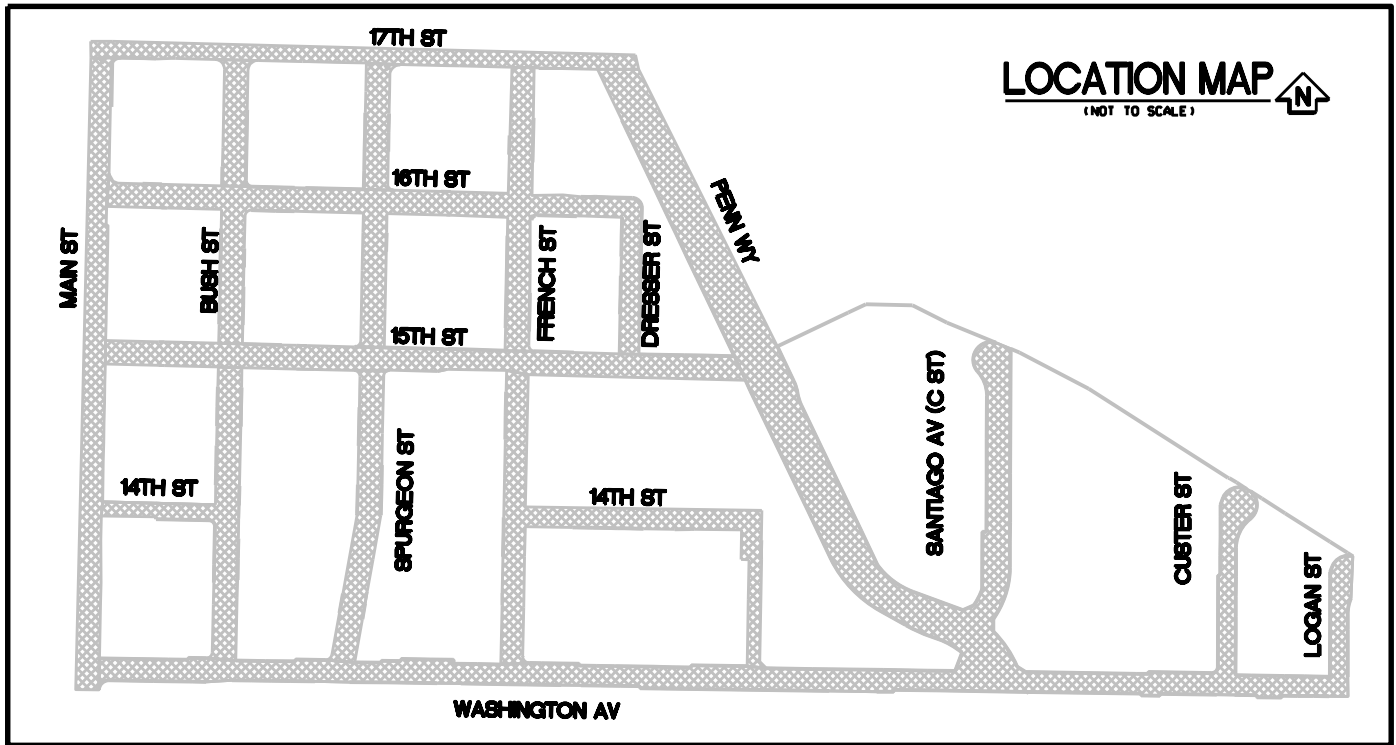 17TH ST
LOCATION MAP
N
(NOT TO SCALE)
16TH ST
PENN WY
MAIN ST
BUSH ST
FRENCH ST
DRESSER ST
15TH ST
SANTIAGO AV (C ST)
SPURGEON ST
14TH ST
14TH ST
CUSTER ST
LOGAN ST
WASHINGTON AV